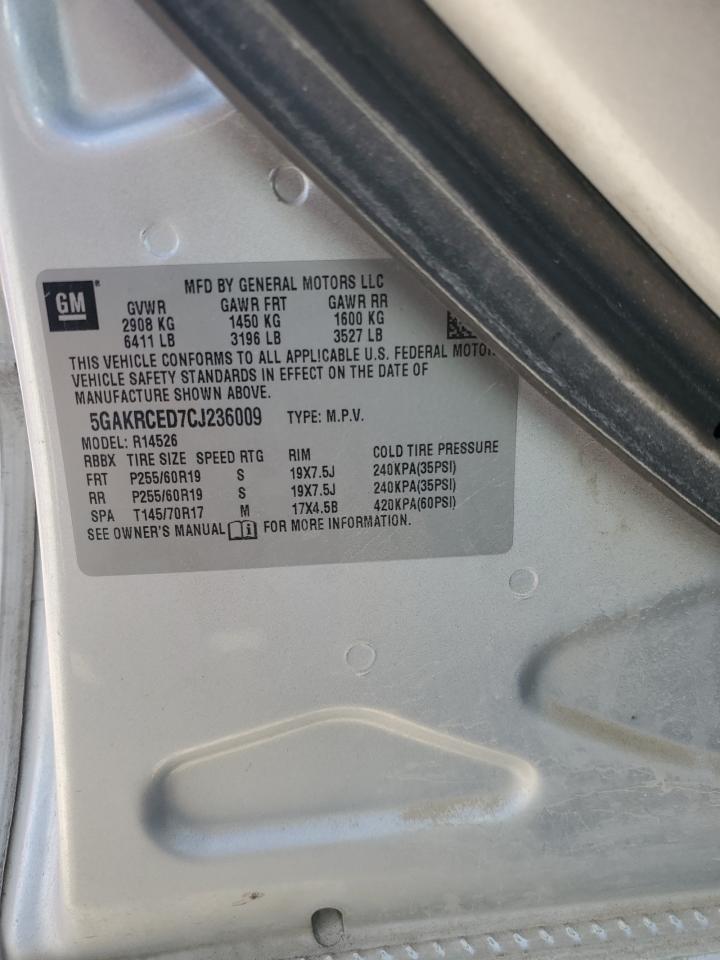 GM
MFD BY GENERAL MOTORS LLC
GVWR GAWR FRT GAWR RR
2908 KG 1450 KG 1600 KG
6411 LB 3196 LB 3527 LB
THIS VEHICLE CONFORMS TO ALL APPLICABLE U.S. FEDERAL
VEHICLE SAFETY STANDARDS IN EFFECT ON THE DATE OF
MANUFACTURE SHOWN ABOVE.
5GAKRCED7CJ236009 TYPE: M.P.V.
MODEL: R14526
RBBX TIRE SIZE SPEED RTG RIM COLD TIRE PRESSURE
FRT P255/60R19 S 19X7.5J 240KPA(35PSI)
RR P255/60R19 S 19X7.5J 240KPA(35PSI)
SPA T145/70R17 M 17X4.5B 420KPA(60PSI)
SEE OWNER'S MANUAL FOR MORE INFORMATION.